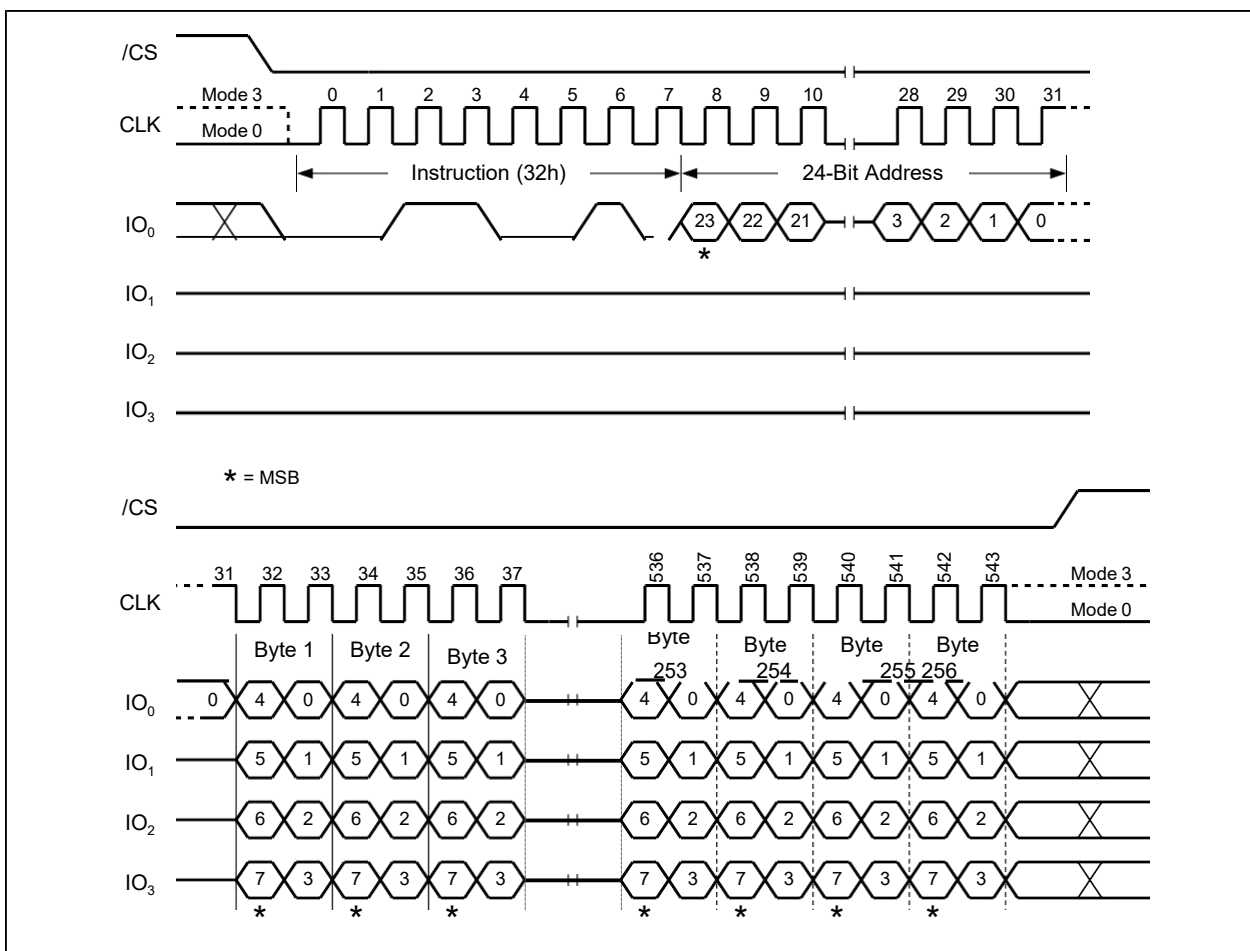 /CS
Mode 3 0 1 2 3 4 5 6 7 8 9 10 28 29 30 31
CLK Mode 0
Instruction (32h) 24-Bit Address
IO0 23 22 21 3 2 1 0
*
IO1
IO2
IO3
* = MSB
/CS
31 32 33 34 35 36 37 536 537 538 539 540 541 542 543 Mode 3
CLK Mode 0
Byte 1 Byte 2 Byte 3 Byte 253 Byte 254 Byte 255 Byte 256
IO0 0 4 0 4 0 4 0 4 0 4 0 4 0 4 0
IO1 5 1 5 1 5 1 5 1 5 1 5 1 5 1
IO2 6 2 6 2 6 2 6 2 6 2 6 2 6 2
IO3 7 3 7 3 7 3 7 3 7 3 7 3 7 3
* * * * * * *